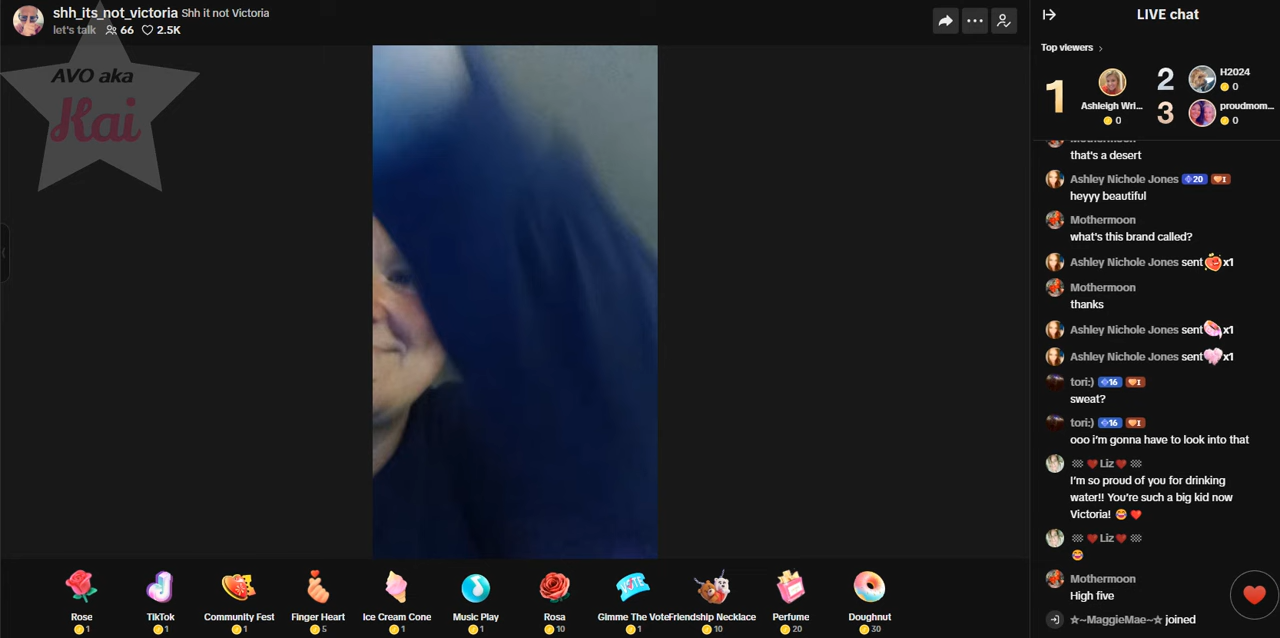 shh_its_not_victoria Shh it not Victoria
let's talk 66 2.5K
AVO aka
Kai
LIVE chat
Top viewers
1 Ashleigh Wri... 0
2 H2024 0
3 proudmom... 0
that's a desert
Ashley Nichole Jones 20 1
heyyy beautiful
Mothermoon
what's this brand called?
Ashley Nichole Jones sent x1
Mothermoon
thanks
Ashley Nichole Jones sent x1
Ashley Nichole Jones sent x1
tori:) 16 1
sweat?
tori:) 16 1
ooo i'm gonna have to look into that
Liz
I'm so proud of you for drinking
water!! You're such a big kid now
Victoria!
Liz
Mothermoon
High five
☆~MaggieMae~☆ joined
Rose TikTok Community Fest Finger Heart Ice Cream Cone Music Play Rosa Gimme The Vote Friendship Necklace Perfume Doughnut
1 1 1 5 1 1 10 1 10 20 30